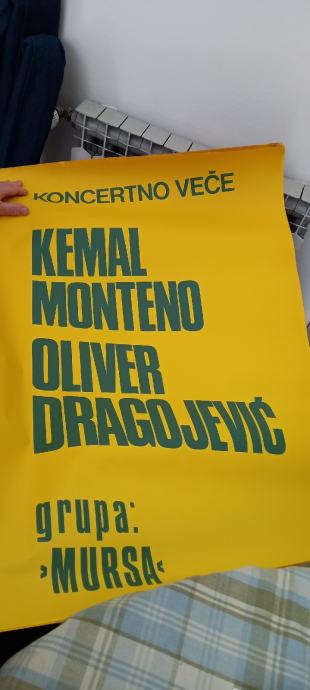 KONCERTNO VEČE
KEMAL
MONTENO
OLIVER
DRAGOJEVIĆ
grupa:
›MURSA‹